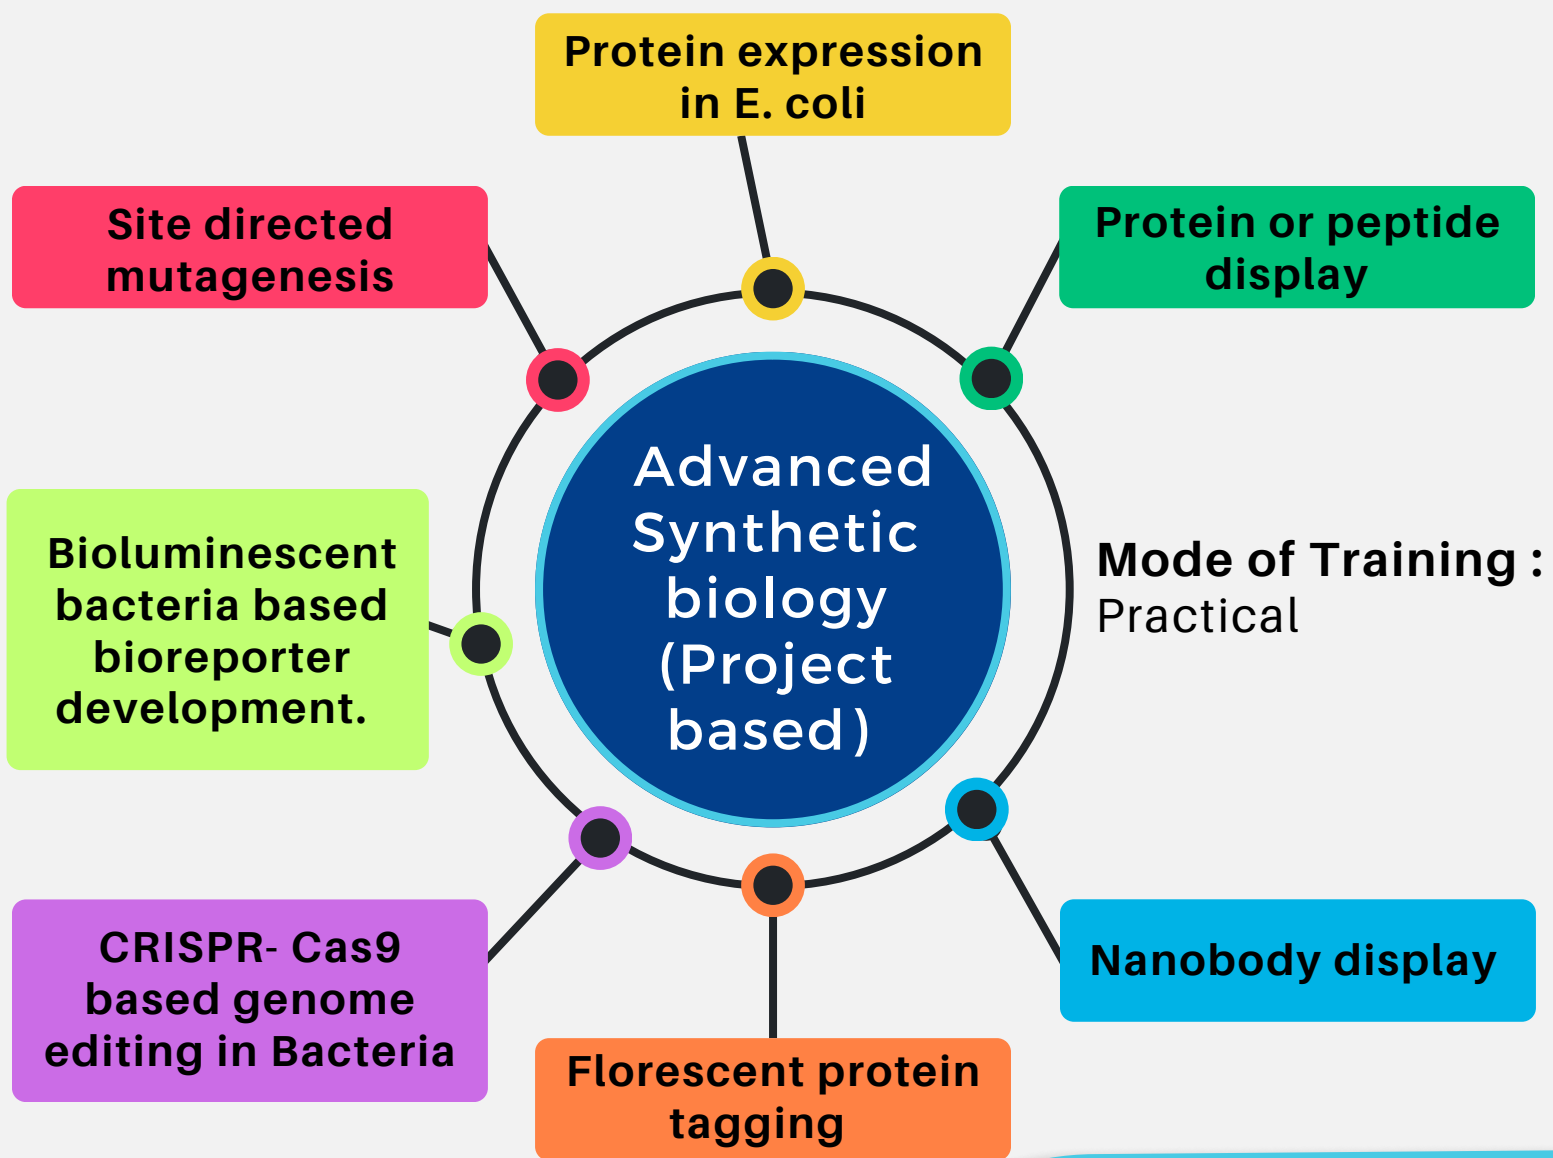 Protein expression
in E. coli
Site directed
mutagenesis
Protein or peptide
display
Advanced
Synthetic
biology
(Project
based)
Bioluminescent
bacteria based
bioreporter
development.
Mode of Training :
Practical
CRISPR- Cas9
based genome
editing in Bacteria
Nanobody display
Florescent protein
tagging